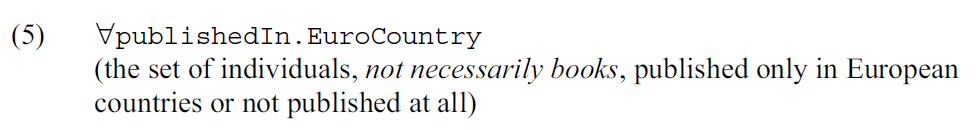 (5) ∀publishedIn.EuroCountry
(the set of individuals, not necessarily books, published only in European
countries or not published at all)